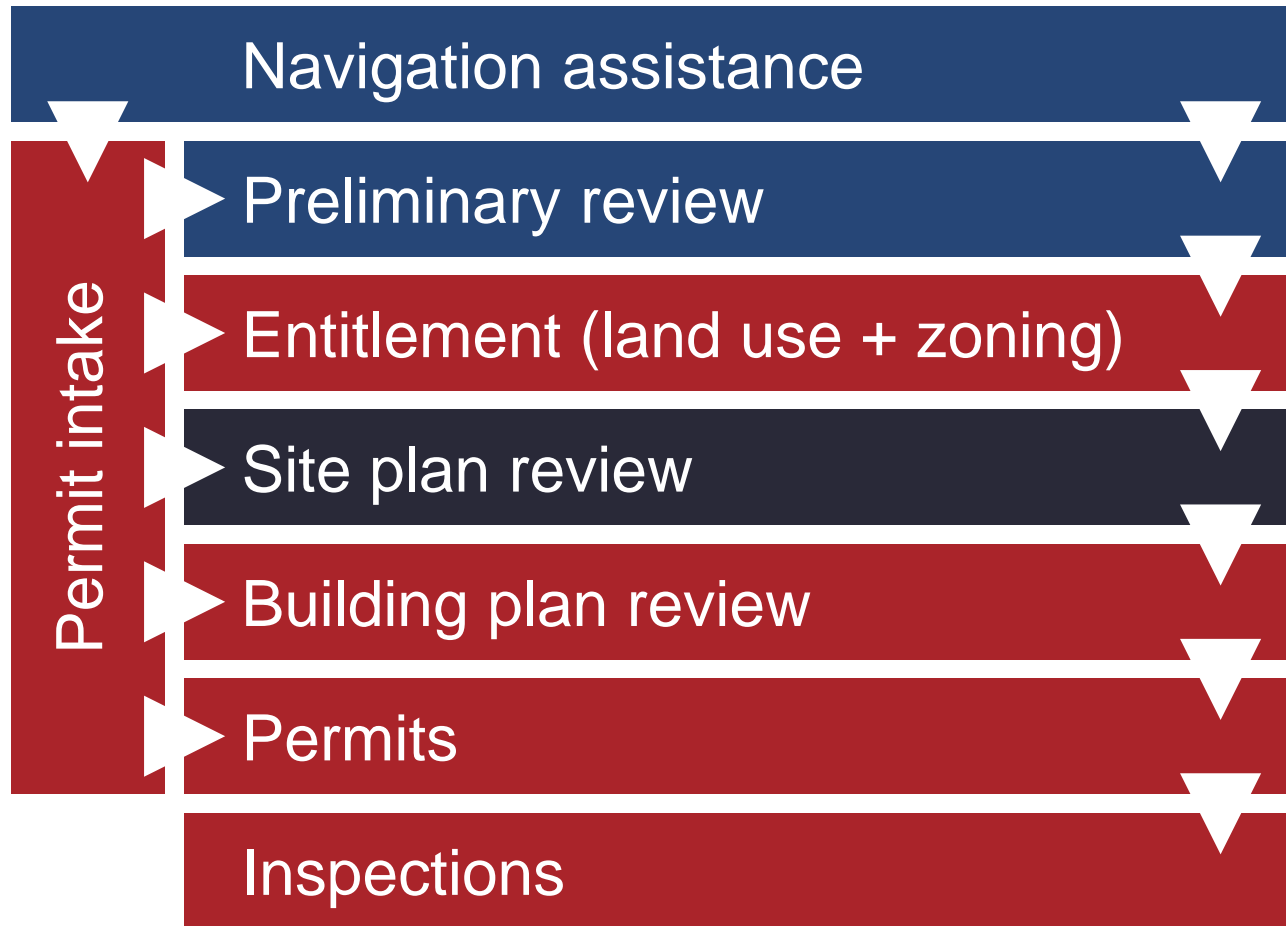 Navigation assistance
Permit intake
Preliminary review
Entitlement (land use + zoning)
Site plan review
Building plan review
Permits
Inspections